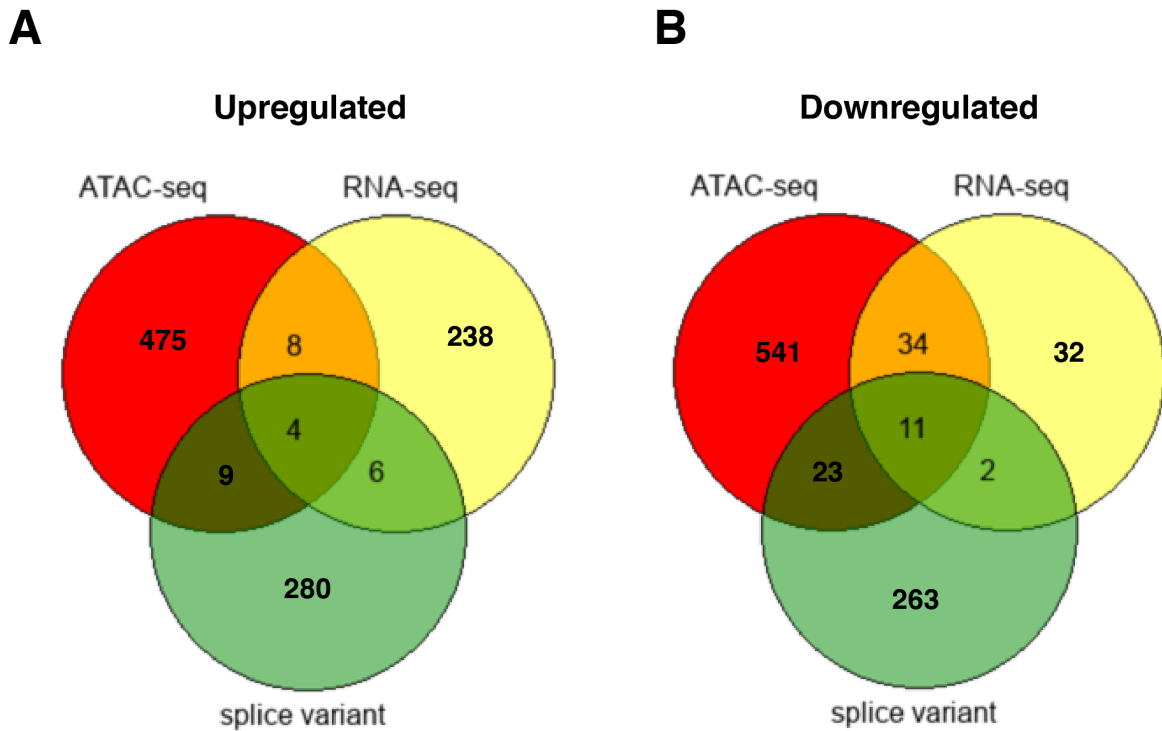 A
B
Upregulated
Downregulated
ATAC-seq
RNA-seq
475
8
238
4
9
6
280
splice variant
ATAC-seq
RNA-seq
541
34
32
11
23
2
263
splice variant